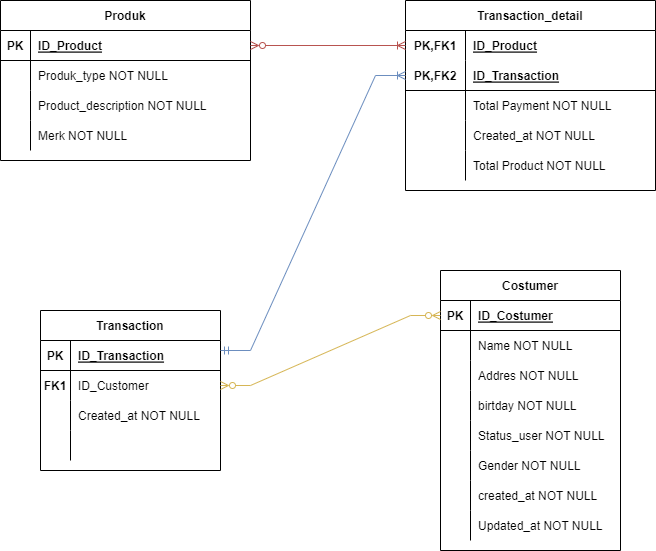 Produk
PK ID_Product
Produk_type NOT NULL
Product_description NOT NULL
Merk NOT NULL
Transaction_detail
PK,FK1 ID_Product
PK,FK2 ID_Transaction
Total Payment NOT NULL
Created_at NOT NULL
Total Product NOT NULL
Transaction
PK ID_Transaction
FK1 ID_Customer
Created_at NOT NULL
Costumer
PK ID_Costumer
Name NOT NULL
Addres NOT NULL
birtday NOT NULL
Status_user NOT NULL
Gender NOT NULL
created_at NOT NULL
Updated_at NOT NULL